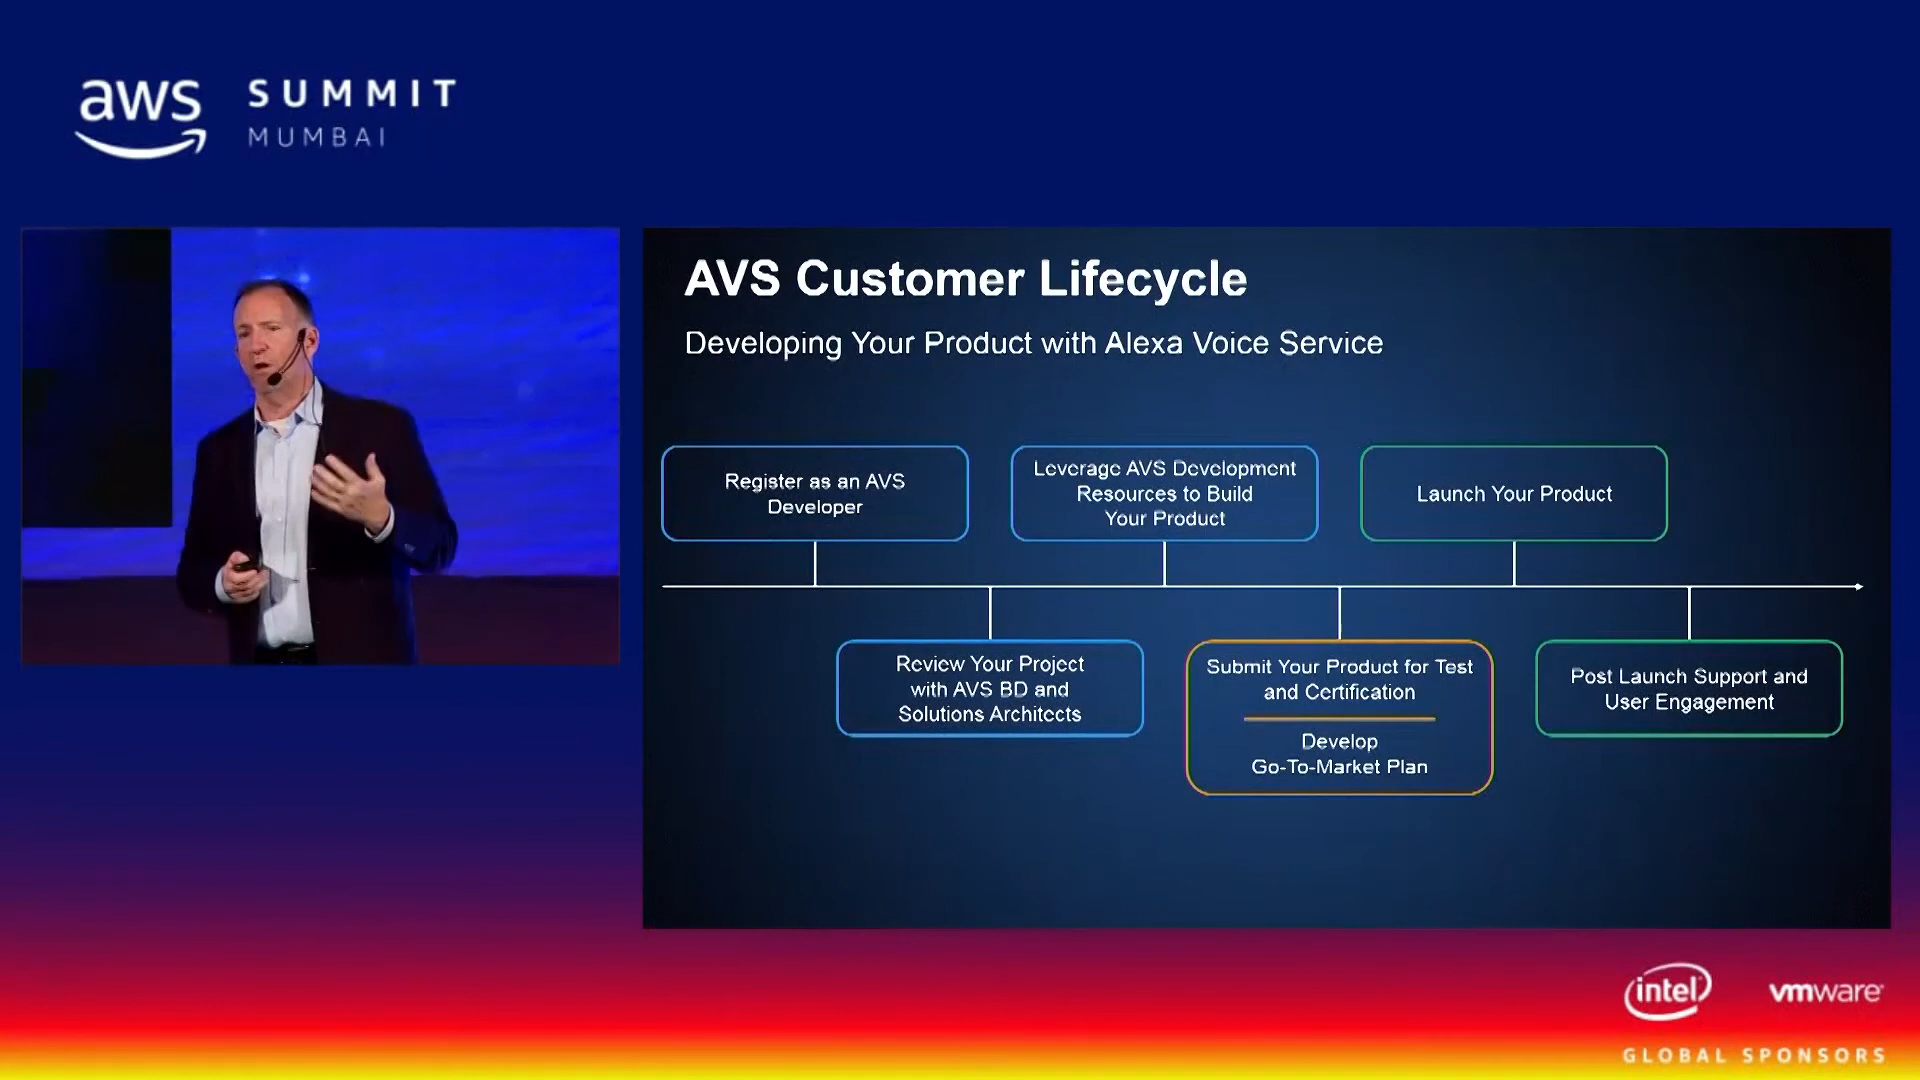 aws
SUMMIT
MUMBAI
AVS Customer Lifecycle
Developing Your Product with Alexa Voice Service
Register as an AVS
Developer
Leverage AVS Development
Resources to Build
Your Product
Launch Your Product
Review Your Project
with AVS BD and
Solutions Architects
Submit Your Product for Test
and Certification
Develop
Go-To-Market Plan
Post Launch Support and
User Engagement
intel
vmware
GLOBAL SPONSORS